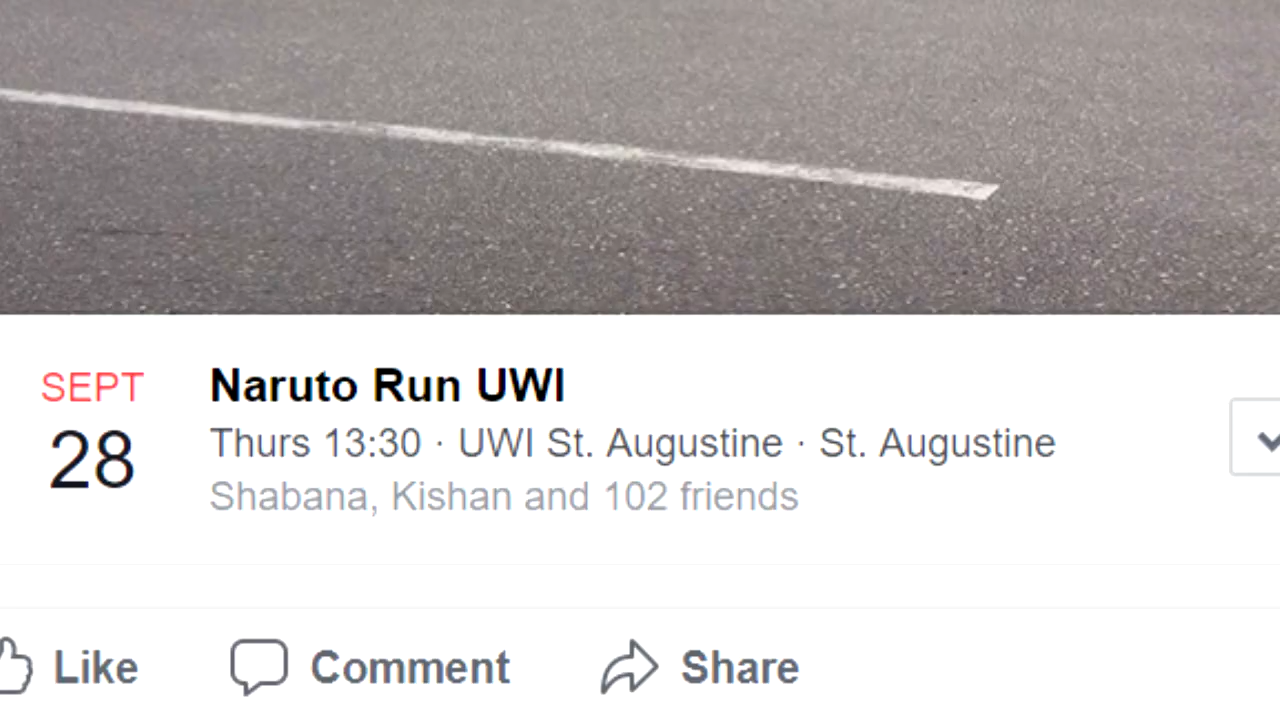 SEPT
28
Naruto Run UWI
Thurs 13:30 · UWI St. Augustine · St. Augustine
Shabana, Kishan and 102 friends
Like
Comment
Share